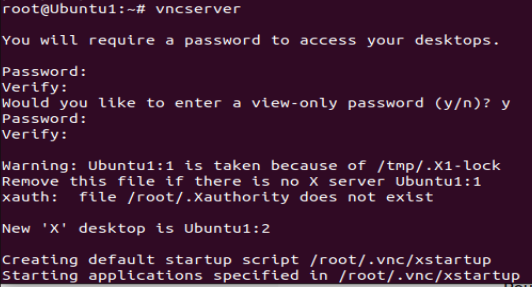 root@Ubuntu1:~# vncserver
You will require a password to access your desktops.
Password:
Verify:
Would you like to enter a view-only password (y/n)? y
Password:
Verify:
Warning: Ubuntu1:1 is taken because of /tmp/.X1-lock
Remove this file if there is no X server Ubuntu1:1
xauth:  file /root/.Xauthority does not exist
New 'X' desktop is Ubuntu1:2
Creating default startup script /root/.vnc/xstartup
Starting applications specified in /root/.vnc/xstartup